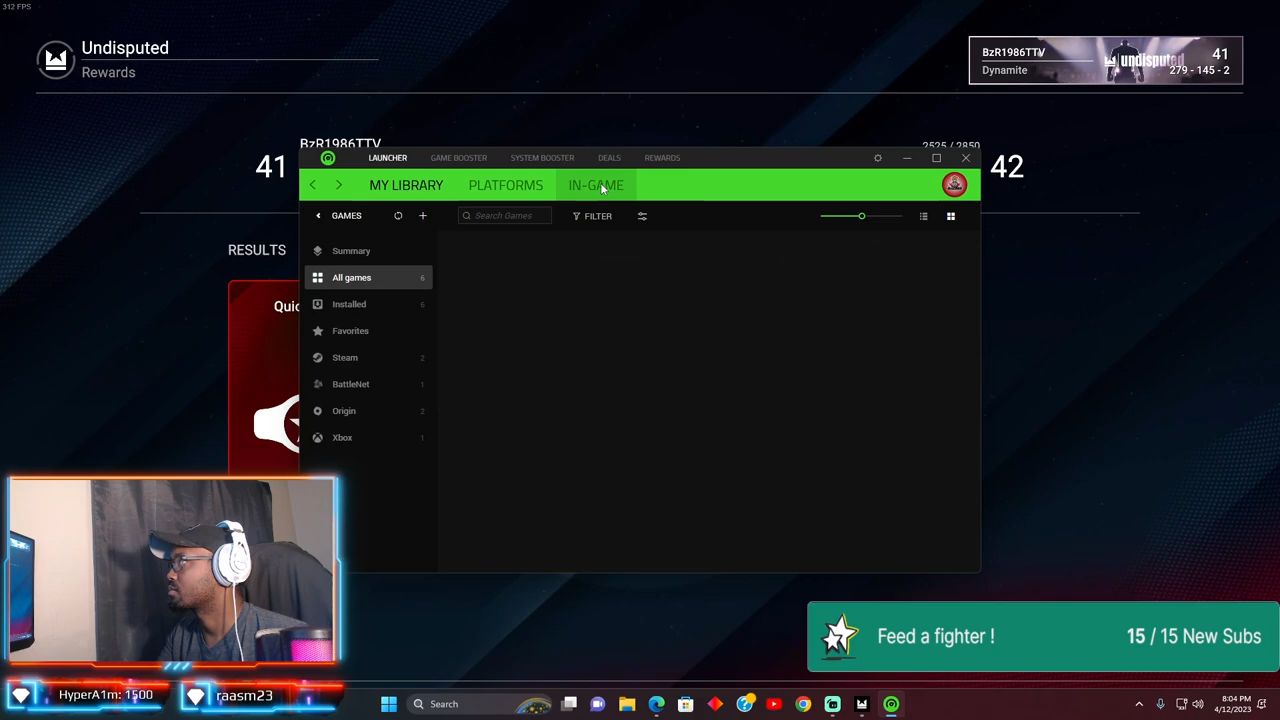 312 FPS
Undisputed
Rewards
BzR1986TTV
41
Dynamite
undisputed
279 - 145 - 2
BzR1986TTV
2525 / 2850
41
42
LAUNCHER
GAME BOOSTER
SYSTEM BOOSTER
DEALS
REWARDS
MY LIBRARY
PLATFORMS
IN-GAME
GAMES
Search Games
FILTER
RESULTS
Summary
All games 6
Installed 6
Favorites
Steam 2
BattleNet 1
Origin 2
Xbox 1
Feed a fighter !
15 / 15 New Subs
HyperA1m: 1500
raasm23
Search
8:04 PM
4/12/2023